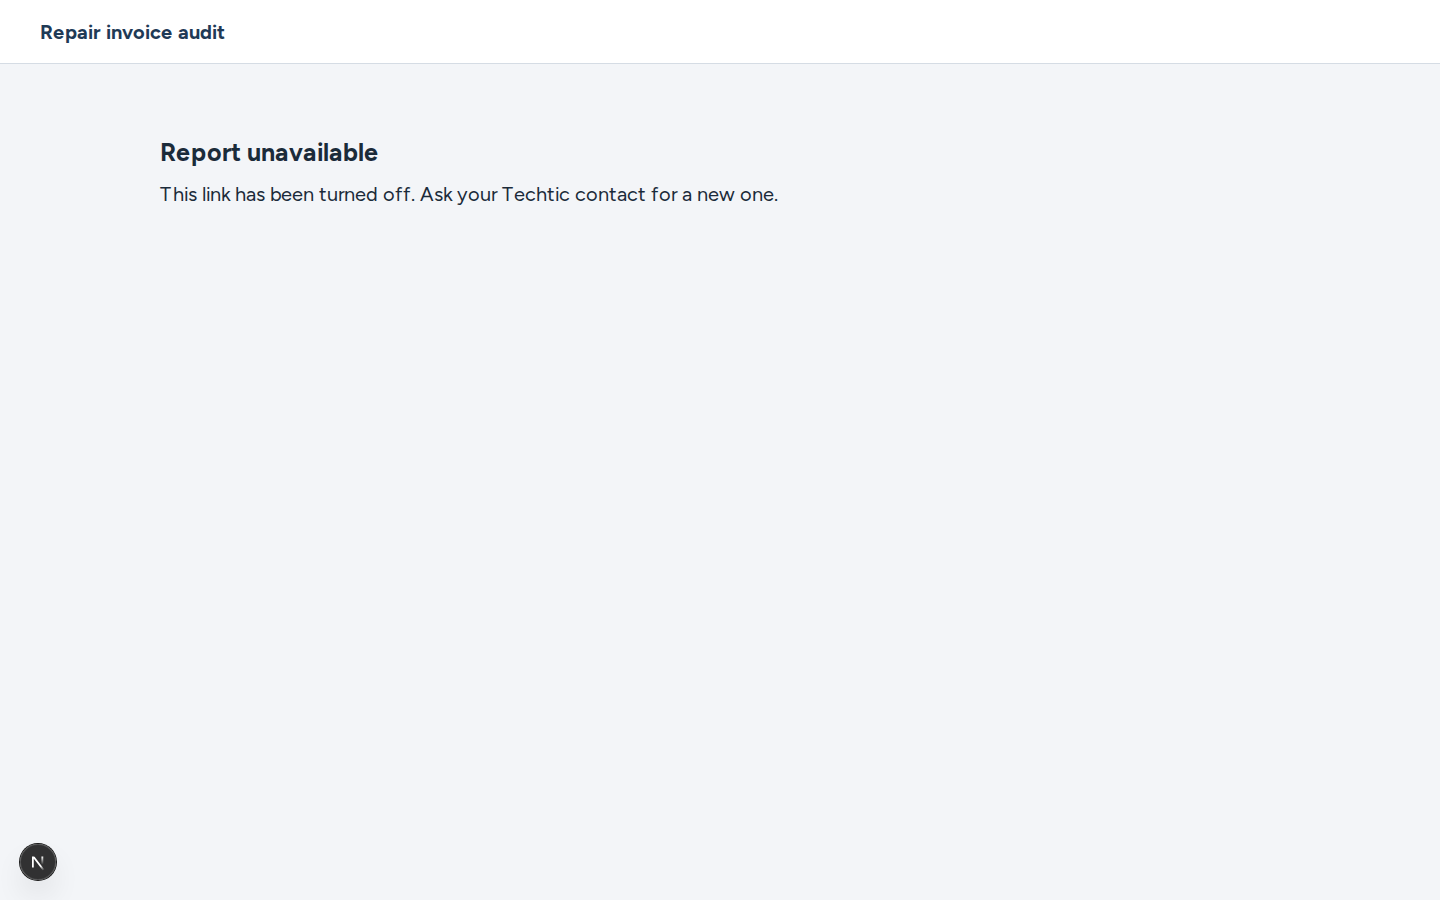 Repair invoice audit
Report unavailable
This link has been turned off. Ask your Techtic contact for a new one.
N